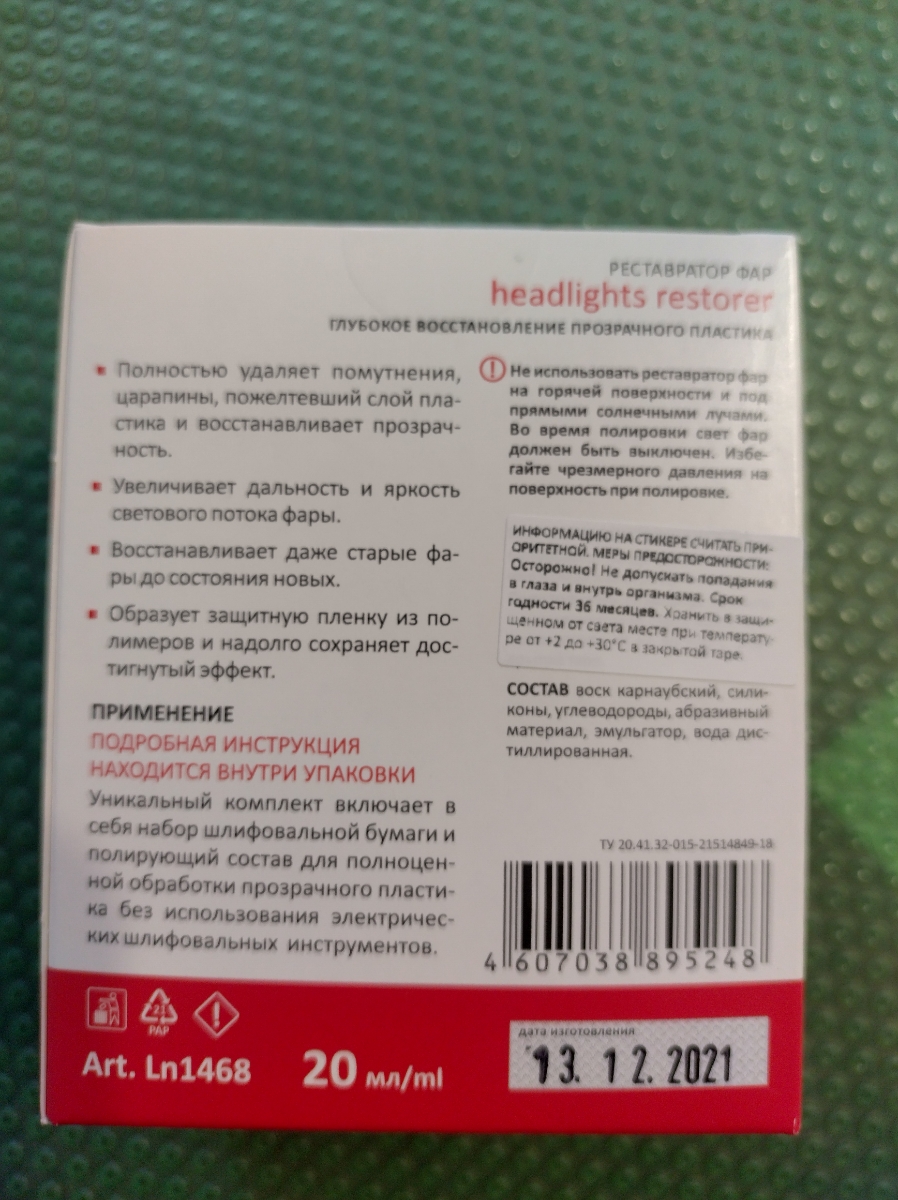 РЕСТАВРАТОР ФАР
headlights restorer
ГЛУБОКОЕ ВОССТАНОВЛЕНИЕ ПРОЗРАЧНОГО ПЛАСТИКА
Полностью удаляет помутнения,
царапины, пожелтевший слой пла-
стика и восстанавливает прозрач-
ность.
Увеличивает дальность и яркость
светового потока фары.
Восстанавливает даже старые фа-
ры до состояния новых.
Образует защитную пленку из по-
лимеров и надолго сохраняет дос-
тигнутый эффект.
ПРИМЕНЕНИЕ
ПОДРОБНАЯ ИНСТРУКЦИЯ
НАХОДИТСЯ ВНУТРИ УПАКОВКИ
Уникальный комплект включает в
себя набор шлифовальной бумаги и
полирующий состав для полноцен-
ной обработки прозрачного пласти-
ка без использования электричес-
ких шлифовальных инструментов.
Не использовать реставратор фар
на горячей поверхности и под
прямыми солнечными лучами.
Во время полировки свет фар
должен быть выключен. Избе-
гайте чрезмерного давления на
поверхность при полировке.
ИНФОРМАЦИЮ НА СТИКЕРЕ СЧИТАТЬ ПРИ-
ОРИТЕТНОЙ. МЕРЫ ПРЕДОСТОРОЖНОСТИ:
Осторожно! Не допускать попадания
в глаза и внутрь организма. Срок
годности 36 месяцев. Хранить в защи-
щенном от света месте при температу-
ре от +2 до +30°С в закрытой таре.
СОСТАВ воск карнаубский, сили-
коны, углеводороды, абразивный
материал, эмульгатор, вода дис-
тиллированная.
ТУ 20.41.32-015-21514849-18
4 607038 895248
21
PAP
Art. Ln1468
20 мл/ml
дата изготовления
13. 12. 2021